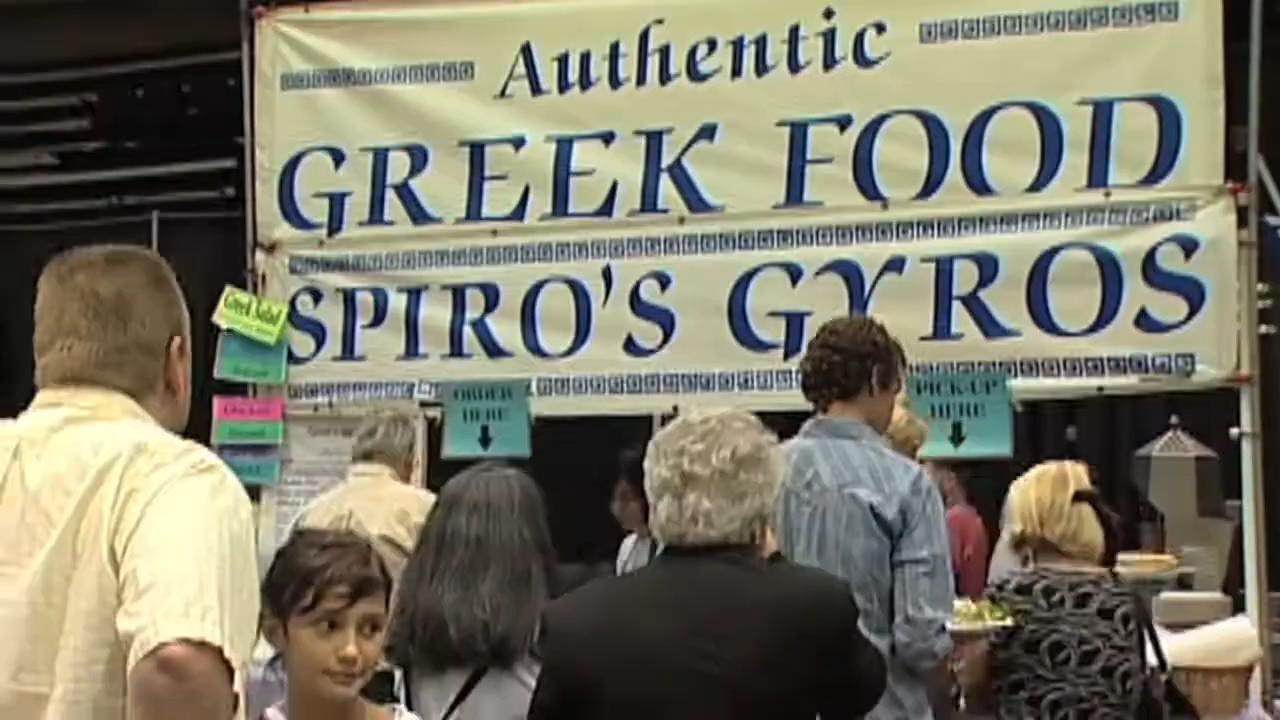 Authentic
GREEK FOOD
SPIRO'S GYROS
Greek Salad
ORDER
HERE
PICK-UP
HERE